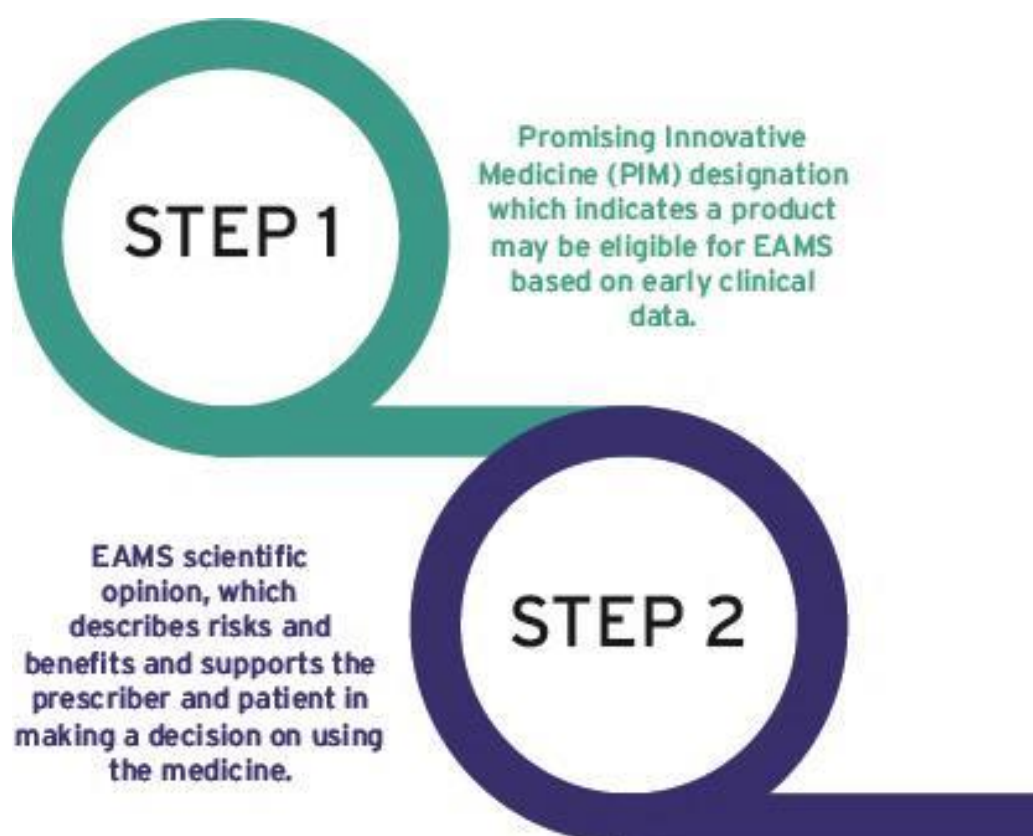 STEP 1
Promising Innovative
Medicine (PIM) designation
which indicates a product
may be eligible for EAMS
based on early clinical
data.
EAMS scientific
opinion, which
describes risks and
benefits and supports the
prescriber and patient in
making a decision on using
the medicine.
STEP 2